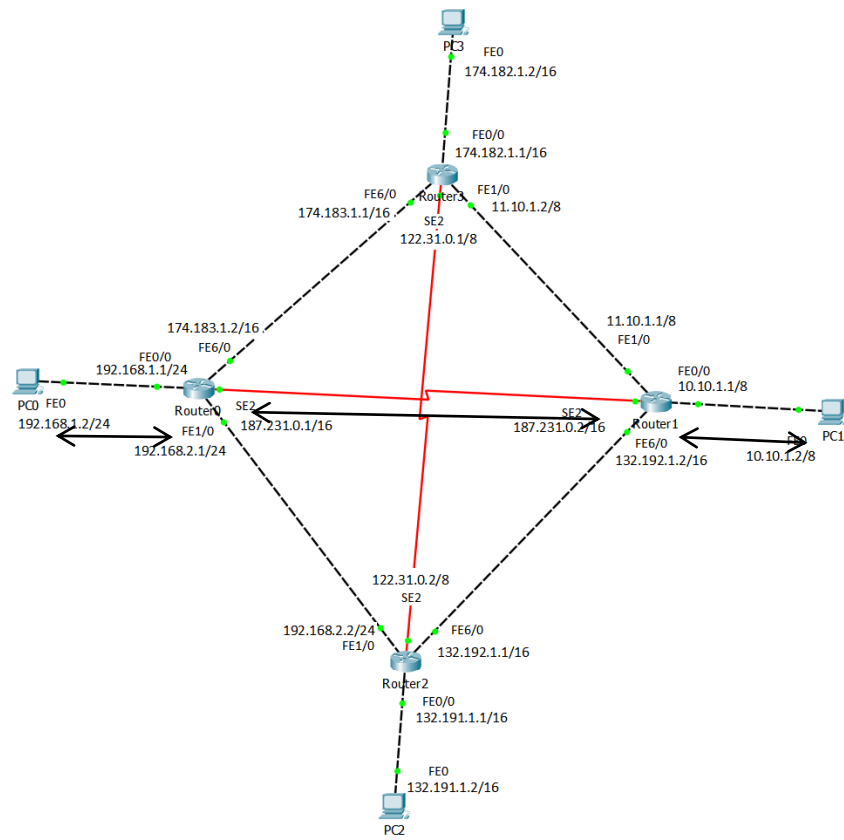 PC3
FE0
174.182.1.2/16
FE0/0
174.182.1.1/16
FE6/0
174.183.1.1/16
Router3
FE1/0
11.10.1.2/8
SE2
122.31.0.1/8
174.183.1.2/16
FE6/0
11.10.1.1/8
FE1/0
FE0/0
192.168.1.1/24
PC0
FE0
192.168.1.2/24
Router0
FE1/0
192.168.2.1/24
SE2
187.231.0.1/16
SE2
187.231.0.2/16
FE0/0
10.10.1.1/8
Router1
FE6/0
132.192.1.2/16
FE0
10.10.1.2/8
PC1
122.31.0.2/8
SE2
192.168.2.2/24
FE1/0
FE6/0
132.192.1.1/16
Router2
FE0/0
132.191.1.1/16
FE0
132.191.1.2/16
PC2